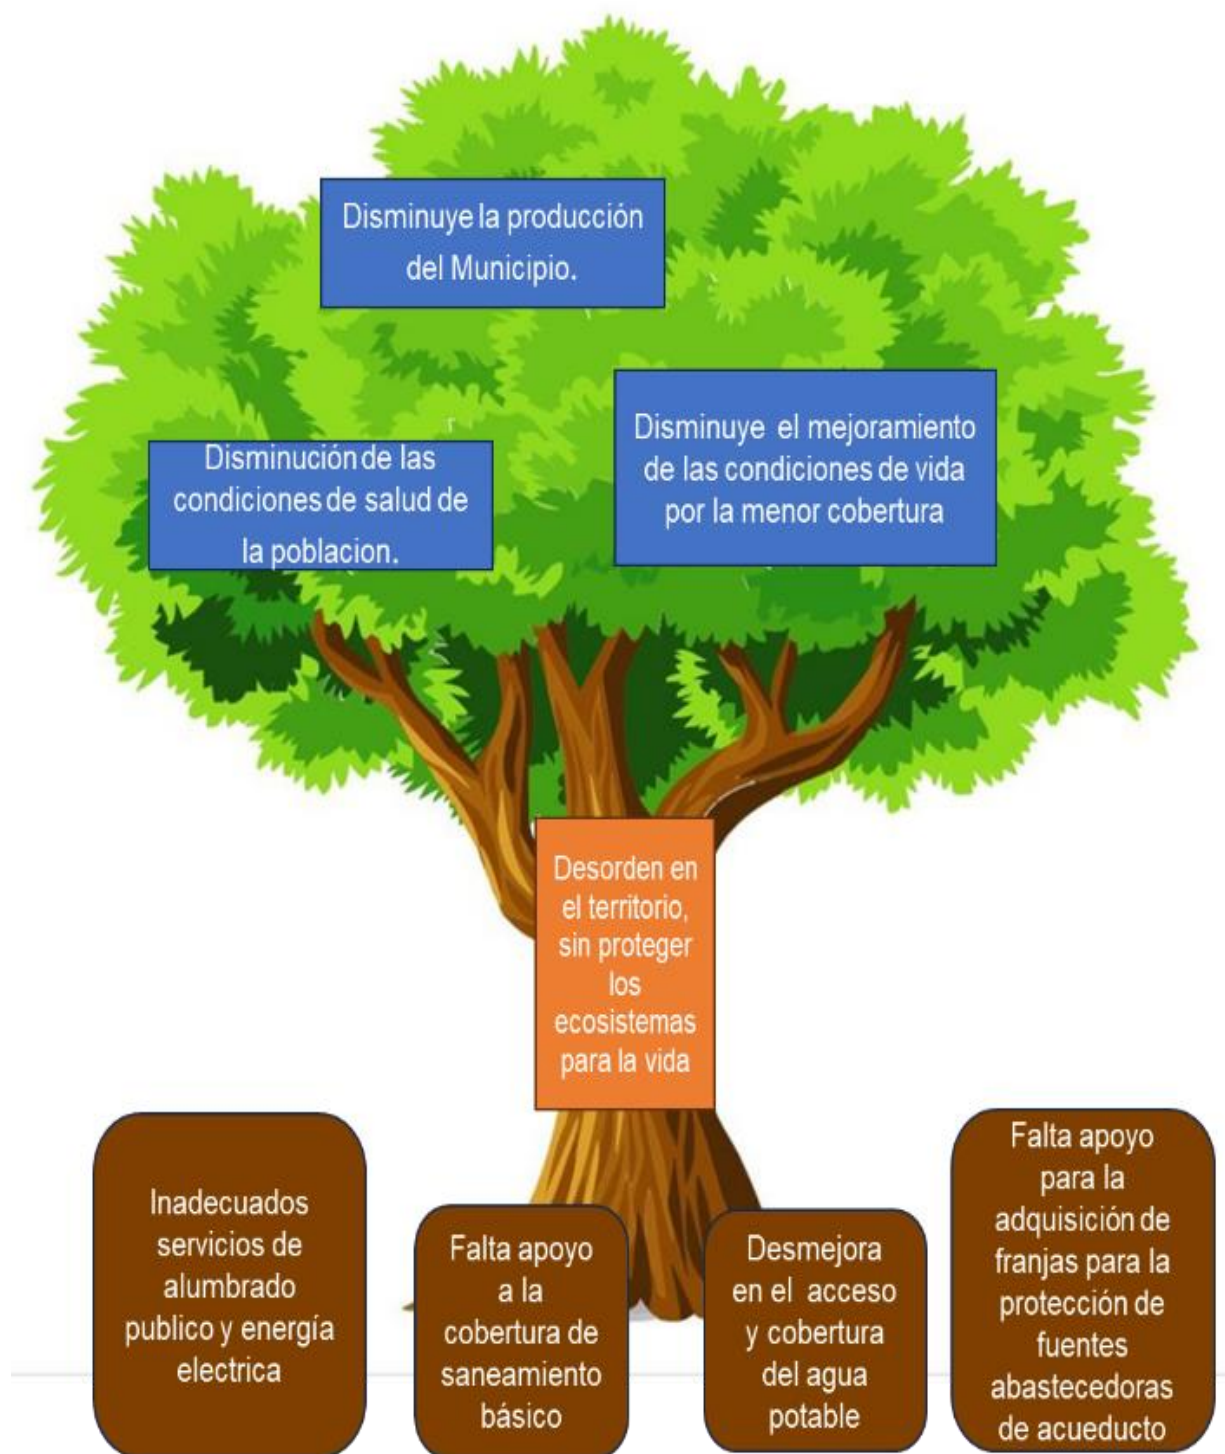 Disminuye la producción
del Municipio.
Disminuye el mejoramiento
de las condiciones de vida
por la menor cobertura
Disminución de las
condiciones de salud de
la poblacion.
Desorden en
el territorio,
sin proteger
los
ecosistemas
para la vida
Inadecuados
servicios de
alumbrado
publico y energía
electrica
Falta apoyo
a la
cobertura de
saneamiento
básico
Desmejora
en el acceso
y cobertura
del agua
potable
Falta apoyo
para la
adquisición de
franjas para la
protección de
fuentes
abastecedoras
de acueducto